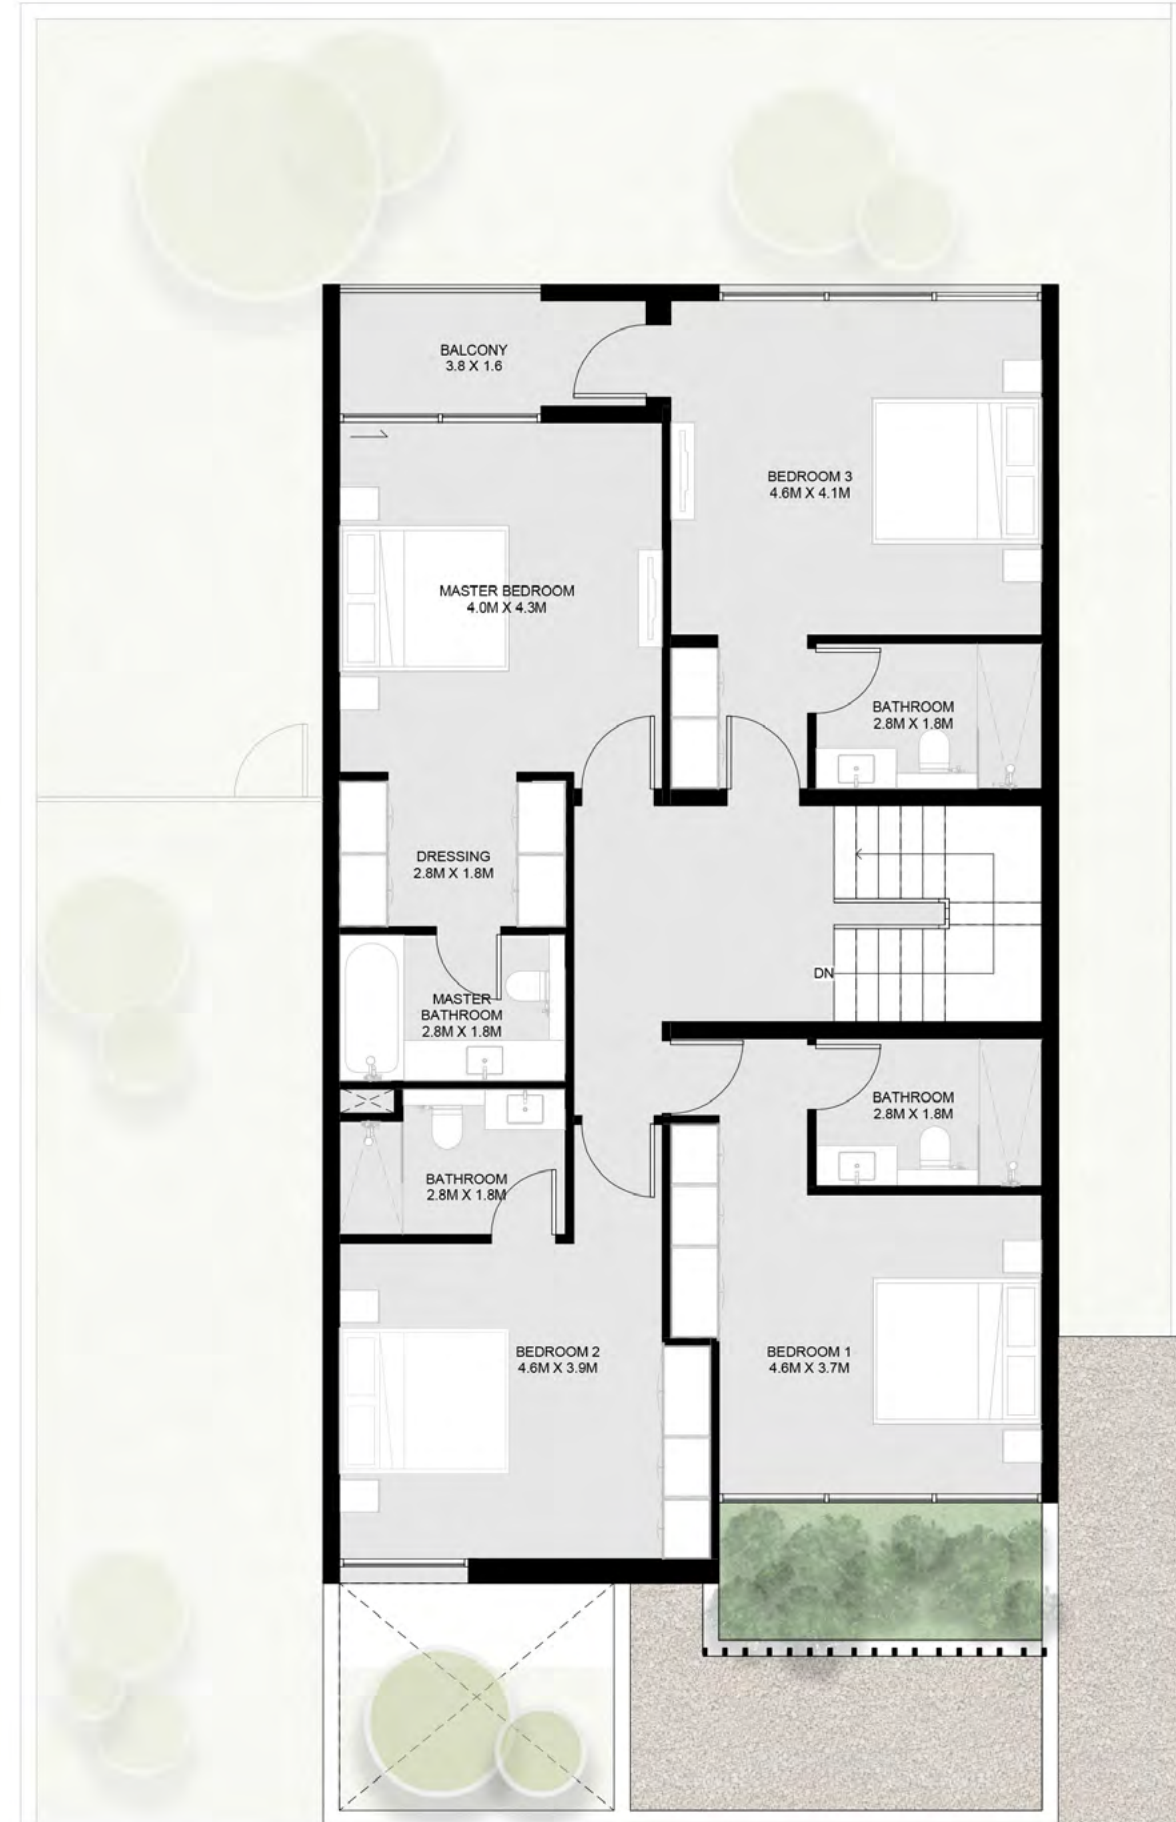 BALCONY
3.8 X 1.6
BEDROOM 3
4.6M X 4.1M
MASTER BEDROOM
4.0M X 4.3M
BATHROOM
2.8M X 1.8M
DRESSING
2.8M X 1.8M
DN
MASTER
BATHROOM
2.8M X 1.8M
BATHROOM
2.8M X 1.8M
BATHROOM
2.8M X 1.8M
BEDROOM 2
4.6M X 3.9M
BEDROOM 1
4.6M X 3.7M